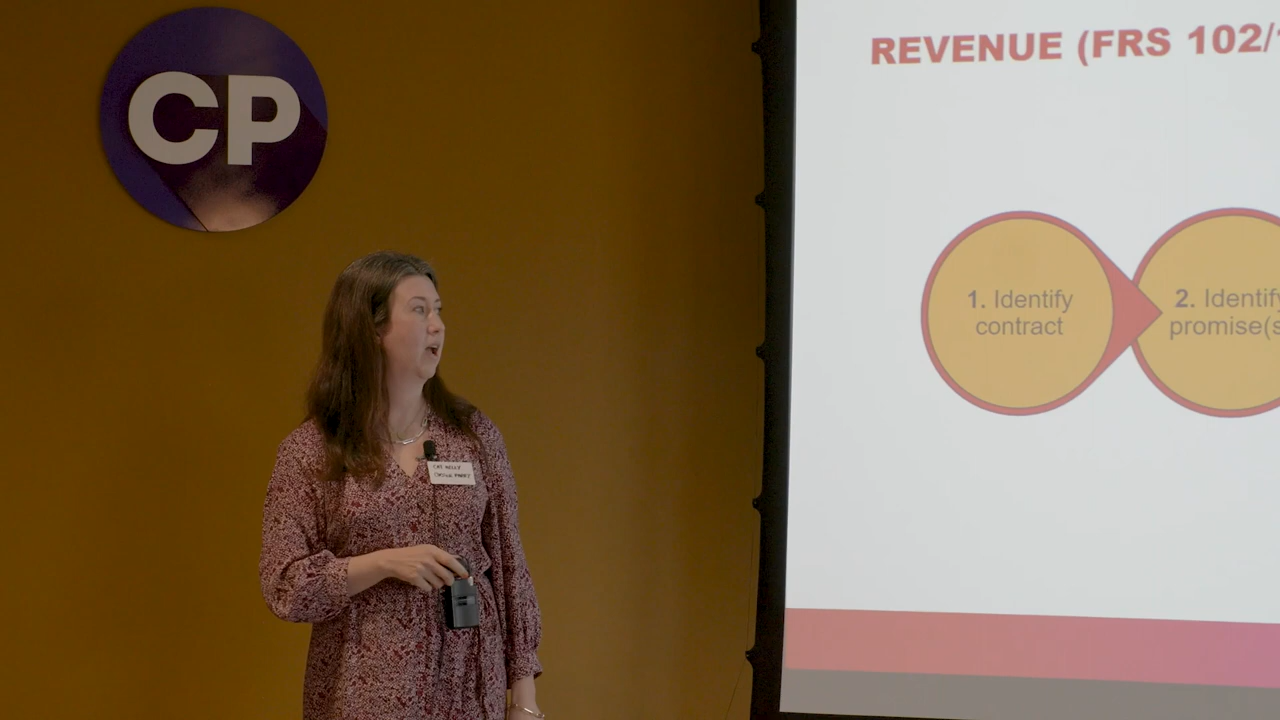 CP
REVENUE (FRS 102/
1. Identify
contract
2. Identify
promise(s